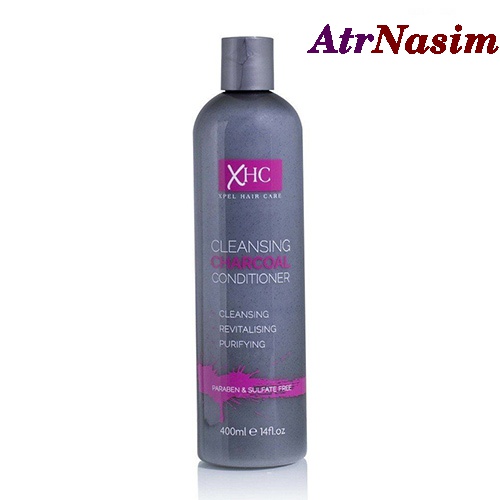 AtrNasim
XHC
XPEL HAIR CARE
CLEANSING
CHARCOAL
CONDITIONER
CLEANSING
REVITALISING
PURIFYING
PARABEN & SULFATE FREE
400ml e 14fl.oz